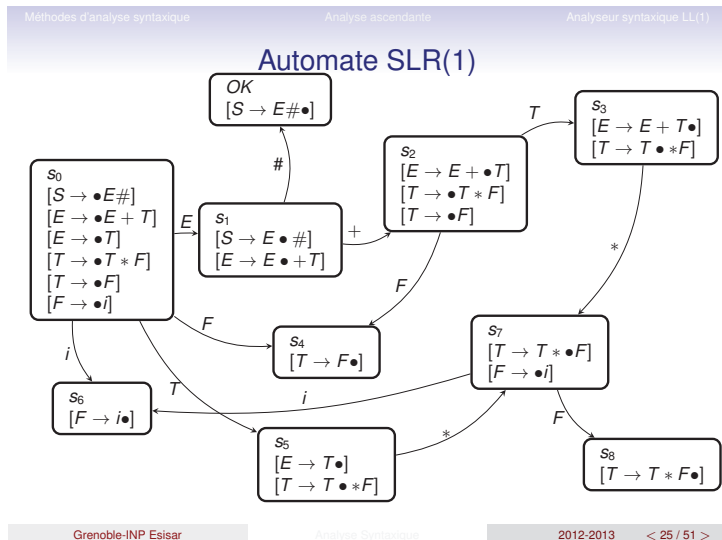 Méthodes d'analyse syntaxique Analyse ascendante Analyseur syntaxique LL(1)
Automate SLR(1)
OK
[S → E#•]
s0
[S → •E#]
[E → •E + T]
[E → •T]
[T → •T ∗ F]
[T → •F]
[F → •i]
E
s1
[S → E • #]
[E → E • +T]
#
+
s2
[E → E + •T]
[T → •T ∗ F]
[T → •F]
T
s3
[E → E + T•]
[T → T • ∗F]
∗
F
F
s4
[T → F•]
i
T
s6
[F → i•]
i
s7
[T → T ∗ •F]
[F → •i]
s5
[E → T•]
[T → T • ∗F]
∗
F
s8
[T → T ∗ F•]
Grenoble-INP Esisar Analyse Syntaxique 2012-2013 < 25 / 51 >